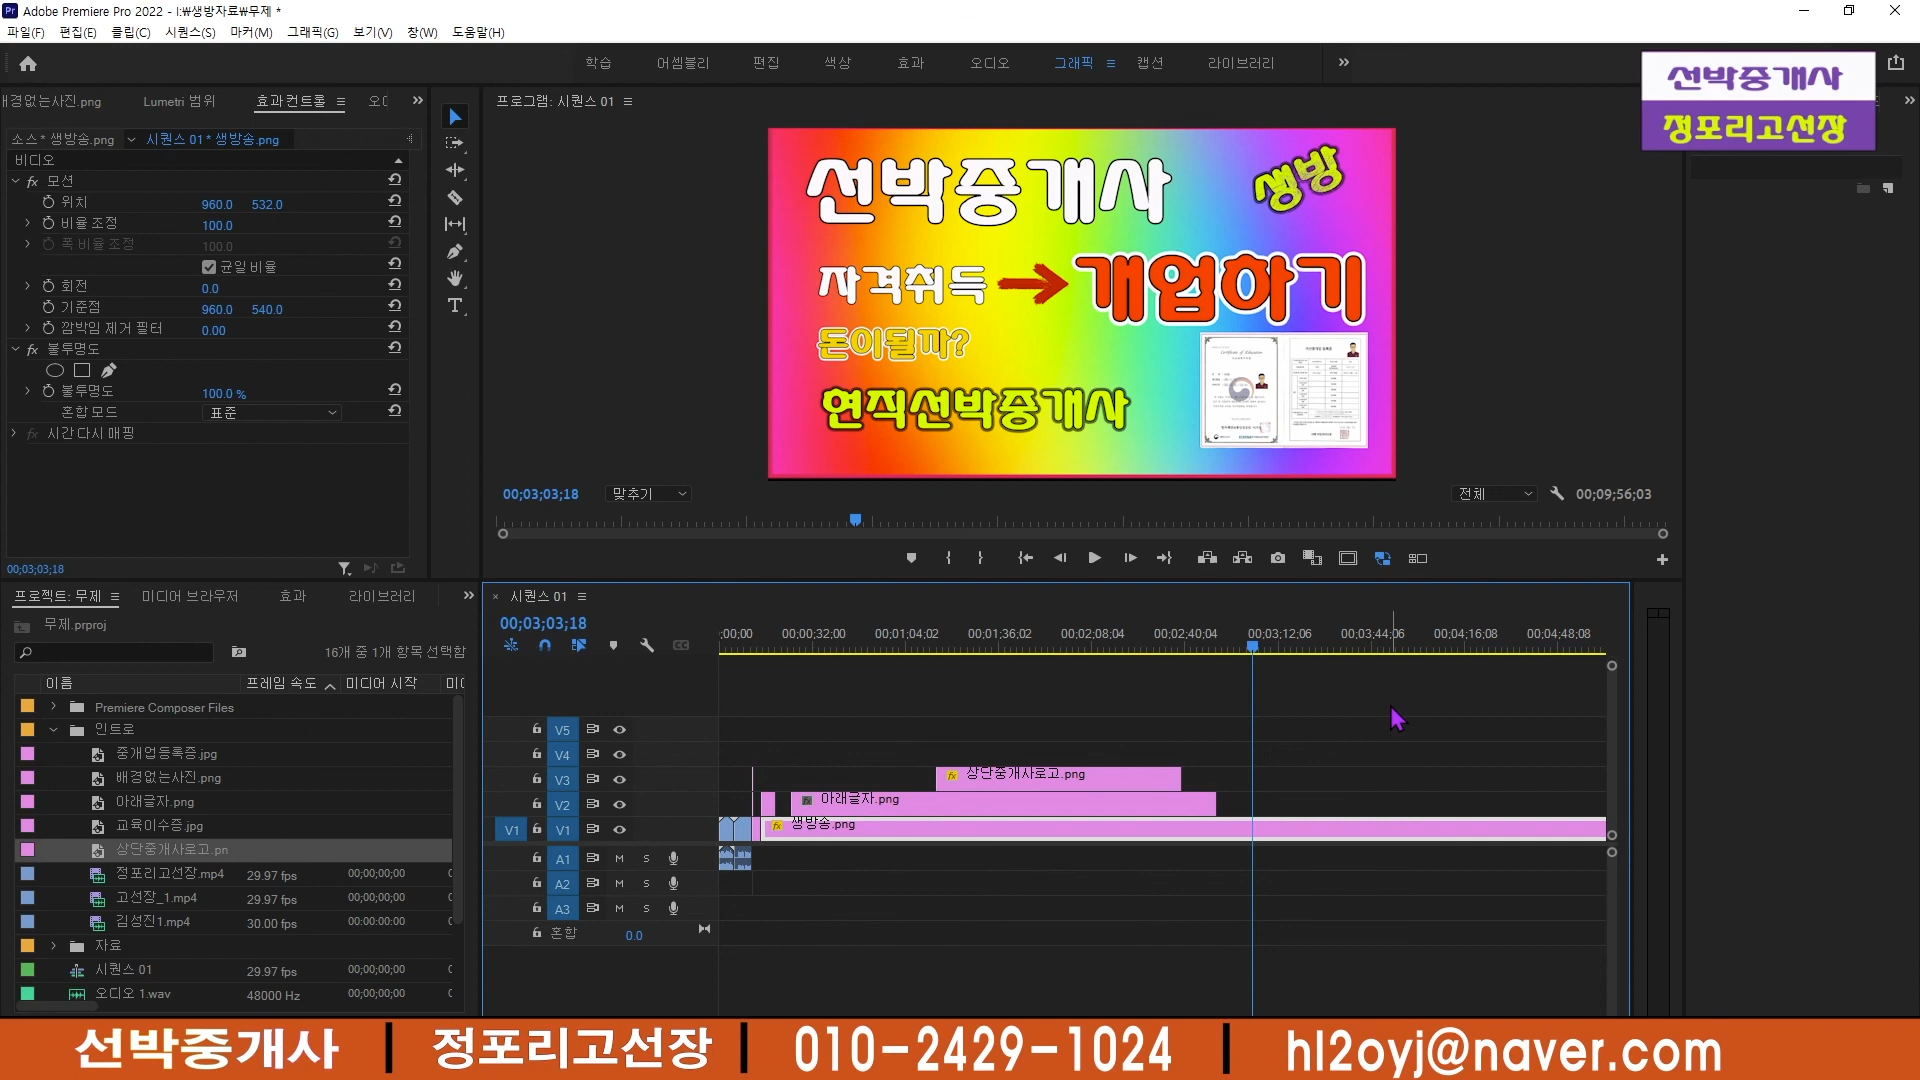 Pr Adobe Premiere Pro 2022 - I:₩생방자료₩무제 *
파일(F) 편집(E) 클립(C) 시퀀스(S) 마커(M) 그래픽(G) 보기(V) 창(W) 도움말(H)
학습 어셈블리 편집 색상 효과 오디오 그래픽 캡션 라이브러리
선박중개사
정포리고선장
배경없는사진.png Lumetri 범위 효과 컨트롤
프로그램: 시퀀스 01
소스 * 생방송.png 시퀀스 01 * 생방송.png
비디오
fx 모션
위치 960.0 532.0
비율 조정 100.0
폭 비율 조정 100.0
균일 비율
회전 0.0
기준점 960.0 540.0
깜박임 제거 필터 0.00
fx 불투명도
불투명도 100.0 %
혼합 모드 표준
fx 시간 다시 매핑
00;03;03;18
선박중개사 생방
자격취득 개업하기
돈이될까?
현직선박중개사
Certificate of Education
00;03;03;18 맞추기 전체 00;09;56;03
프로젝트: 무제 미디어 브라우저 효과 라이브러리
무제.prproj
16개 중 1개 항목 선택함
이름 프레임 속도 미디어 시작
Premiere Composer Files
인트로
중개업등록증.jpg
배경없는사진.png
아래글자.png
교육이수증.jpg
상단중개사로고.pn
정포리고선장.mp4 29.97 fps 00;00;00;00
고선장_1.mp4 29.97 fps 00;00;00;00
김성진1.mp4 30.00 fps 00:00:00:00
자료
시퀀스 01 29.97 fps 00;00;00;00
오디오 1.wav 48000 Hz 00;00;00;00
× 시퀀스 01
00;03;03;18
;00;00 00;00;32;00 00;01;04;02 00;01;36;02 00;02;08;04 00;02;40;04 00;03;12;06 00;03;44;06 00;04;16;08 00;04;48;08
V5
V4
V3 fx 상단중개사로고.png
V2 fx 아래글자.png
V1 V1 fx 생방송.png
A1 M S
A2 M S
A3 M S
혼합 0.0
선박중개사 | 정포리고선장 | 010-2429-1024 | hl2oyj@naver.com